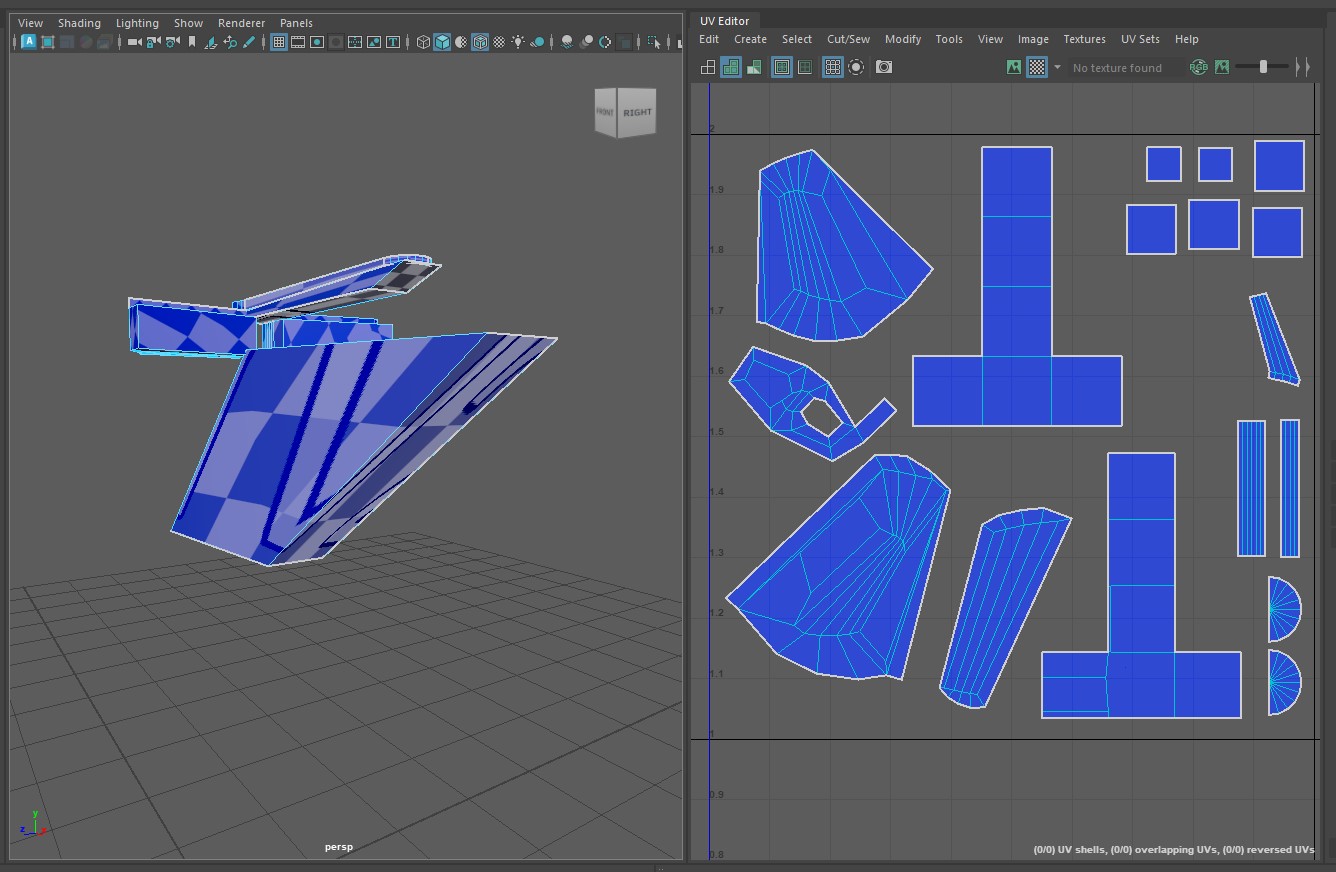 View Shading Lighting Show Renderer Panels
UV Editor
Edit Create Select Cut/Sew Modify Tools View Image Textures UV Sets Help
A
T
No texture found
RGB
FRONT RIGHT
2
1.9
1.8
1.7
1.6
1.5
1.4
1.3
1.2
1.1
1
0.9
0.8
y
z
x
persp
(0/0) UV shells, (0/0) overlapping UVs, (0/0) reversed UVs